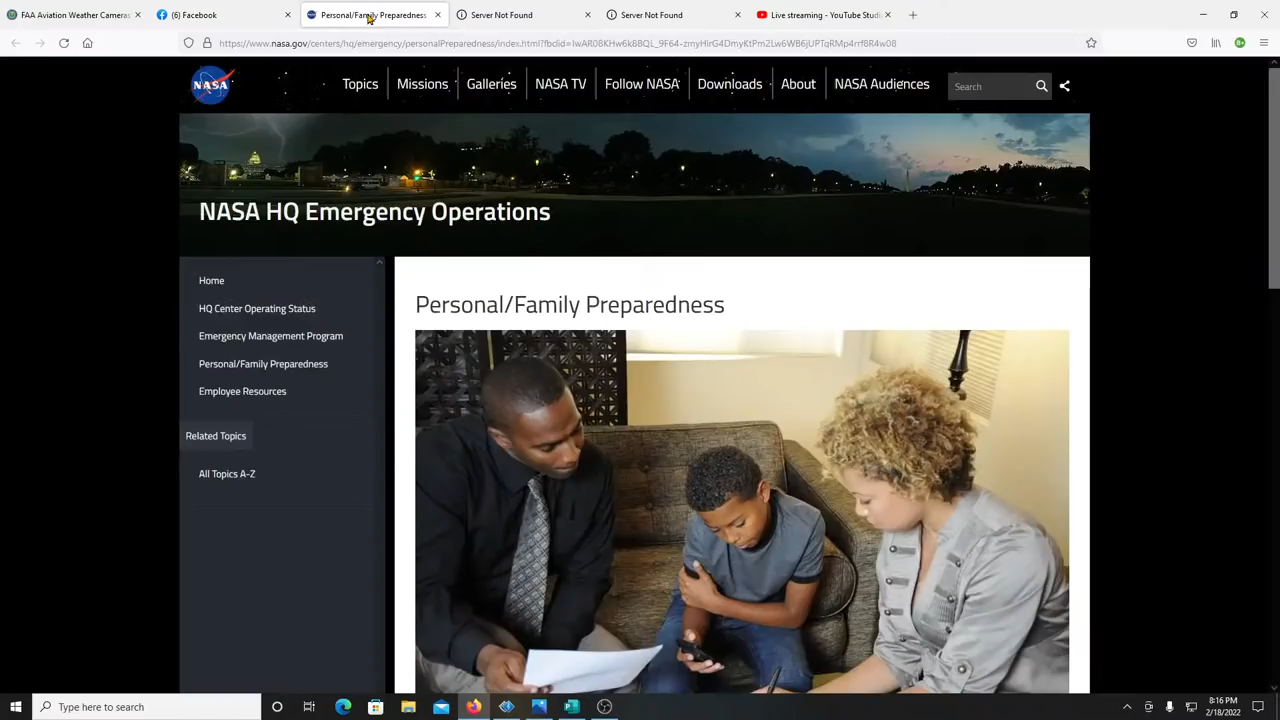 FAA Aviation Weather Cameras
(6) Facebook
Personal/Family Preparedness
Server Not Found
Server Not Found
Live streaming - YouTube Studi
NASA
Topics
Missions
Galleries
NASA TV
Follow NASA
Downloads
About
NASA Audiences
Search
NASA HQ Emergency Operations
Home
HQ Center Operating Status
Emergency Management Program
Personal/Family Preparedness
Employee Resources
Related Topics
All Topics A-Z
Personal/Family Preparedness
Type here to search
8:16 PM
2/18/2022